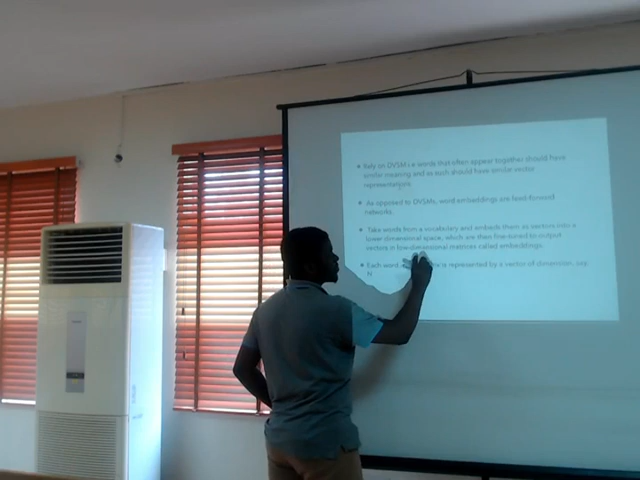 Rely on DVSM i.e words that often appear together should have
similar meaning and as such should have similar vector
representations.
As opposed to DVSMs, word embeddings are feed-forward
networks.
Take words from a vocabulary and embeds them as vectors into a
lower dimensional space, which are then fine-tuned to output
vectors in low-dimensional matrices called embeddings.
Each word is represented by a vector of dimension, say
N